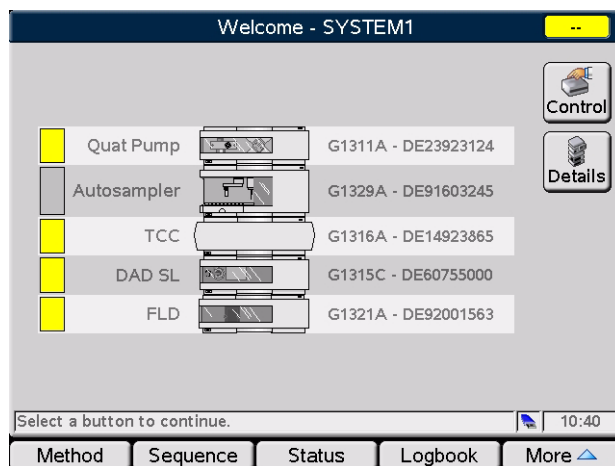 Welcome - SYSTEM1
--
Control
Quat Pump G1311A - DE23923124
Details
Autosampler G1329A - DE91603245
TCC G1316A - DE14923865
DAD SL G1315C - DE60755000
FLD G1321A - DE92001563
Select a button to continue.
10:40
Method Sequence Status Logbook More